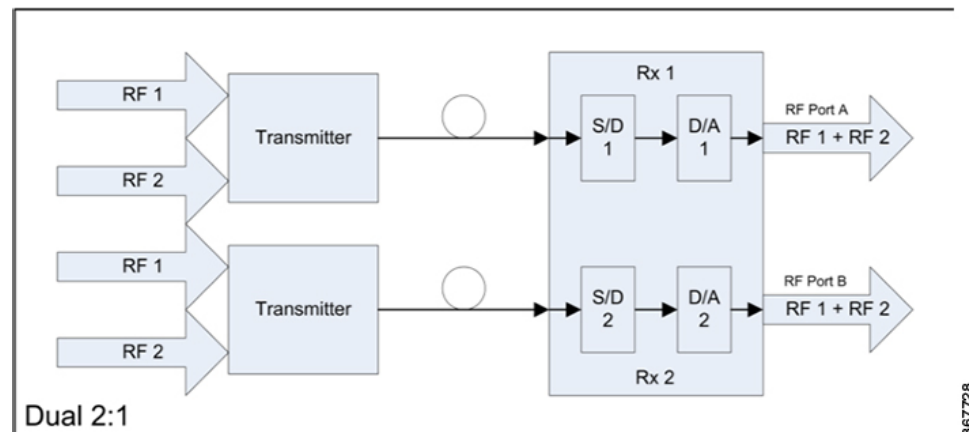 Rx 1
RF 1
Transmitter
S/D
1
D/A
1
RF Port A
RF 1 + RF 2
RF 2
RF 1
Transmitter
S/D
2
D/A
2
RF Port B
RF 1 + RF 2
RF 2
Rx 2
Dual 2:1
367728